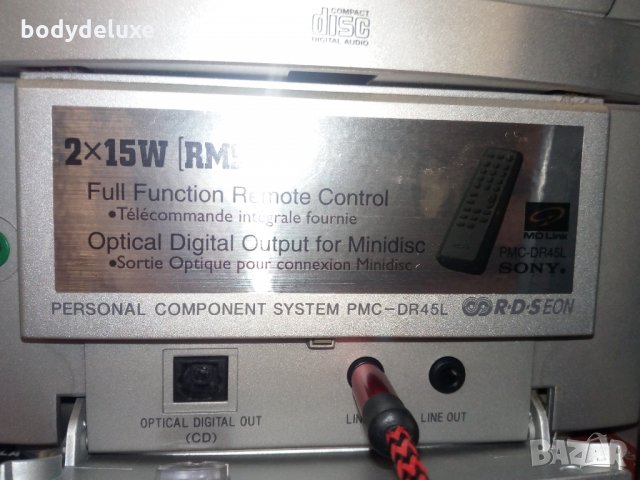 bodydeluxe
COMPACT
disc
DIGITAL AUDIO
2×15W [RMS
Full Function Remote Control
•Télécommande intégrale fournie
Optical Digital Output for Minidisc
•Sortie Optique pour connexion Minidisc
MD Link
PMC-DR45L
SONY
PERSONAL COMPONENT SYSTEM PMC-DR45L
R·D·S EON
OPTICAL DIGITAL OUT
(CD)
LINE OUT
BAZAR